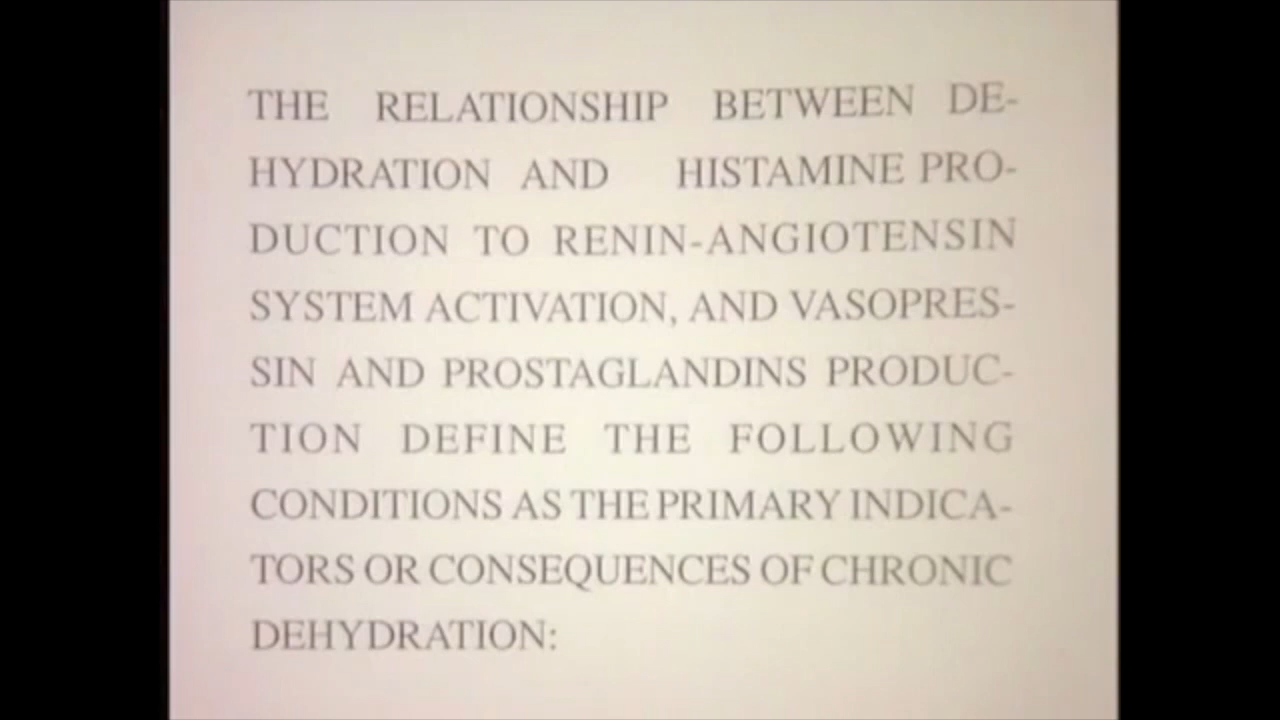 THE RELATIONSHIP BETWEEN DE-
HYDRATION AND HISTAMINE PRO-
DUCTION TO RENIN-ANGIOTENSIN
SYSTEM ACTIVATION, AND VASOPRES-
SIN AND PROSTAGLANDINS PRODUC-
TION DEFINE THE FOLLOWING
CONDITIONS AS THE PRIMARY INDICA-
TORS OR CONSEQUENCES OF CHRONIC
DEHYDRATION: